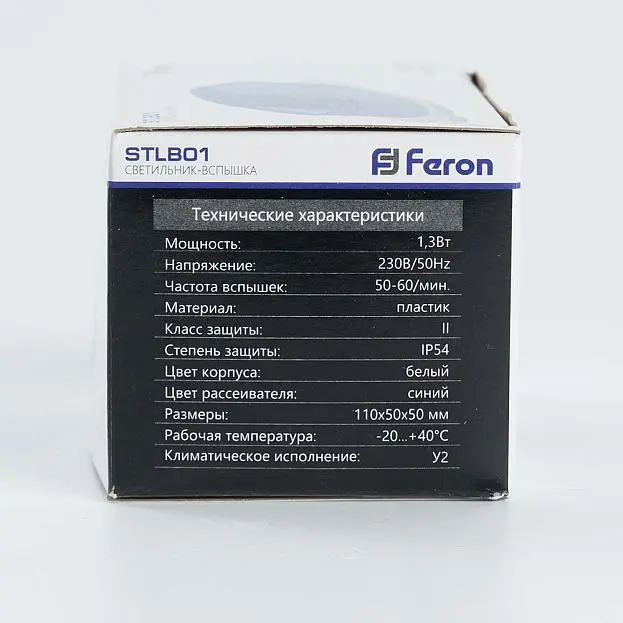 STLB01
СВЕТИЛЬНИК-ВСПЫШКА
Feron
Технические характеристики
Мощность: 1,3Вт
Напряжение: 230В/50Hz
Частота вспышек: 50-60/мин.
Материал: пластик
Класс защиты: II
Степень защиты: IP54
Цвет корпуса: белый
Цвет рассеивателя: синий
Размеры: 110х50х50 мм
Рабочая температура: -20...+40°С
Климатическое исполнение: У2